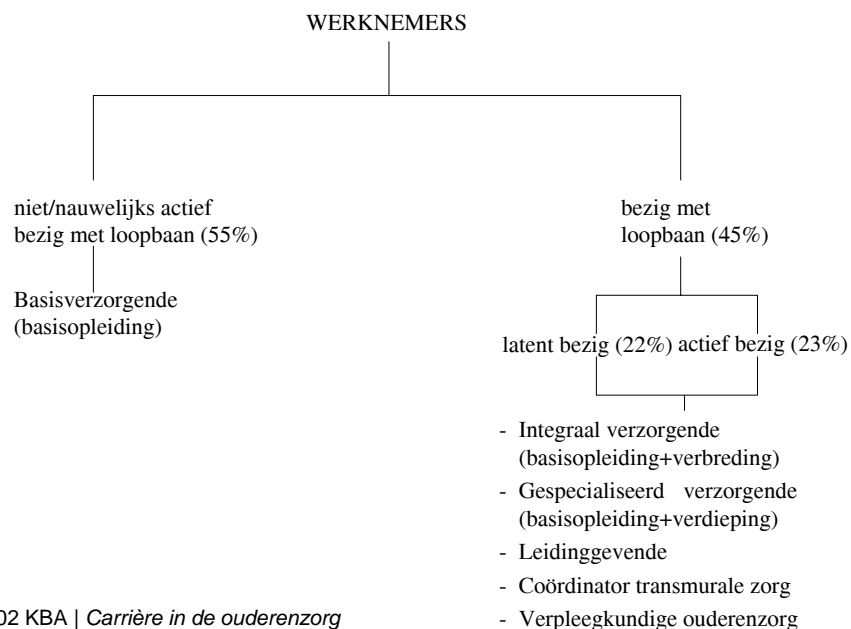 WERKNEMERS
niet/nauwelijks actief
bezig met loopbaan (55%)
Basisverzorgende
(basisopleiding)
bezig met
loopbaan (45%)
latent bezig (22%) actief bezig (23%)
- Integraal verzorgende
(basisopleiding+verbreding)
- Gespecialiseerd verzorgende
(basisopleiding+verdieping)
- Leidinggevende
- Coördinator transmurale zorg
- Verpleegkundige ouderenzorg
02 KBA | Carrière in de ouderenzorg